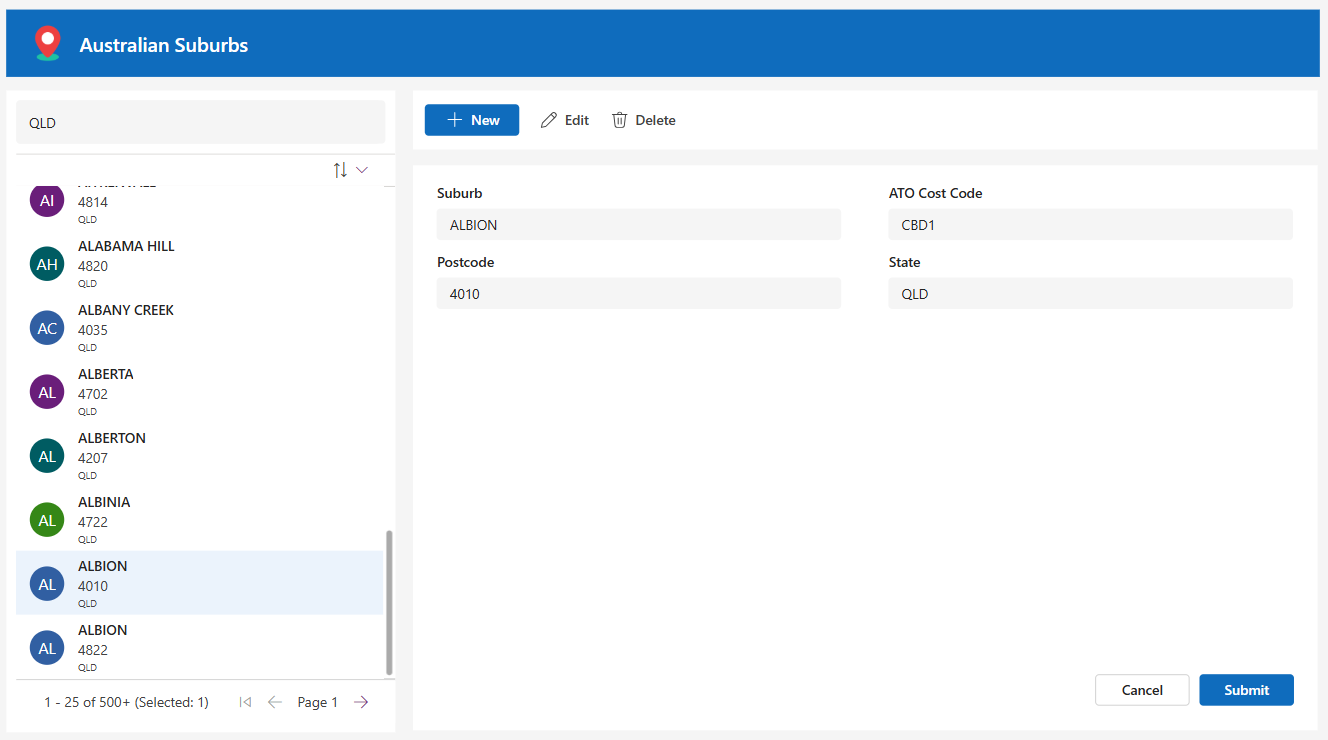 Australian Suburbs
QLD
AI
4814
QLD
AH
ALABAMA HILL
4820
QLD
AC
ALBANY CREEK
4035
QLD
AL
ALBERTA
4702
QLD
AL
ALBERTON
4207
QLD
AL
ALBINIA
4722
QLD
AL
ALBION
4010
QLD
AL
ALBION
4822
QLD
1 - 25 of 500+ (Selected: 1)
Page 1
New
Edit
Delete
Suburb
ALBION
ATO Cost Code
CBD1
Postcode
4010
State
QLD
Cancel
Submit